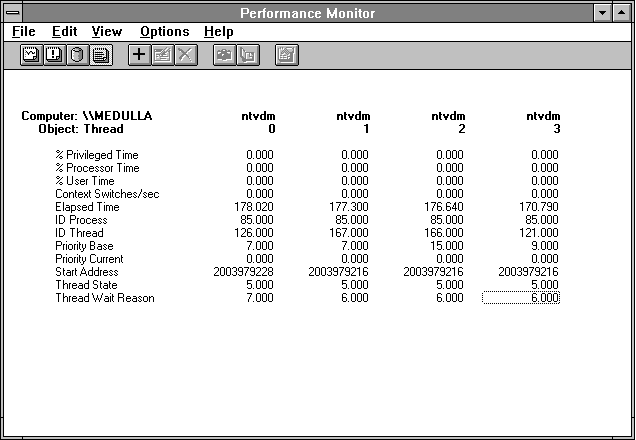 Performance Monitor
File Edit View Options Help
Computer: \\MEDULLA ntvdm ntvdm ntvdm ntvdm
Object: Thread 0 1 2 3
% Privileged Time 0.000 0.000 0.000 0.000
% Processor Time 0.000 0.000 0.000 0.000
% User Time 0.000 0.000 0.000 0.000
Context Switches/sec 0.000 0.000 0.000 0.000
Elapsed Time 178.020 177.300 176.640 170.790
ID Process 85.000 85.000 85.000 85.000
ID Thread 126.000 167.000 166.000 121.000
Priority Base 7.000 7.000 15.000 9.000
Priority Current 0.000 0.000 0.000 0.000
Start Address 2003979228 2003979216 2003979216 2003979216
Thread State 5.000 5.000 5.000 5.000
Thread Wait Reason 7.000 6.000 6.000 6.000